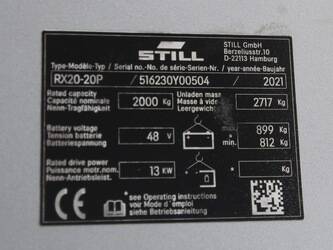 STILL
STILL GmbH
Berzeliusstr.10
D-22113 Hamburg
Type-Modèle-Typ / Serial no.-No. de série-Serien-Nr. / year-année-Baujahr
RX20-20P / 516230Y00504 / 2021
Rated capacity
Capacité nominale
Nenn-Tragfähigkeit
2000 Kg
Unladen mass
Masse à vide
2717 Kg
Battery voltage
Tension batterie
Batteriespannung
48 V
max. 899 Kg
min. 812 Kg
Rated drive power
Puissance motr.nom.
Nenn-Antriebsleist.
13 KW
Kg
CE
see Operating instructions
voir Mode d'emploi
siehe Betriebsanleitung